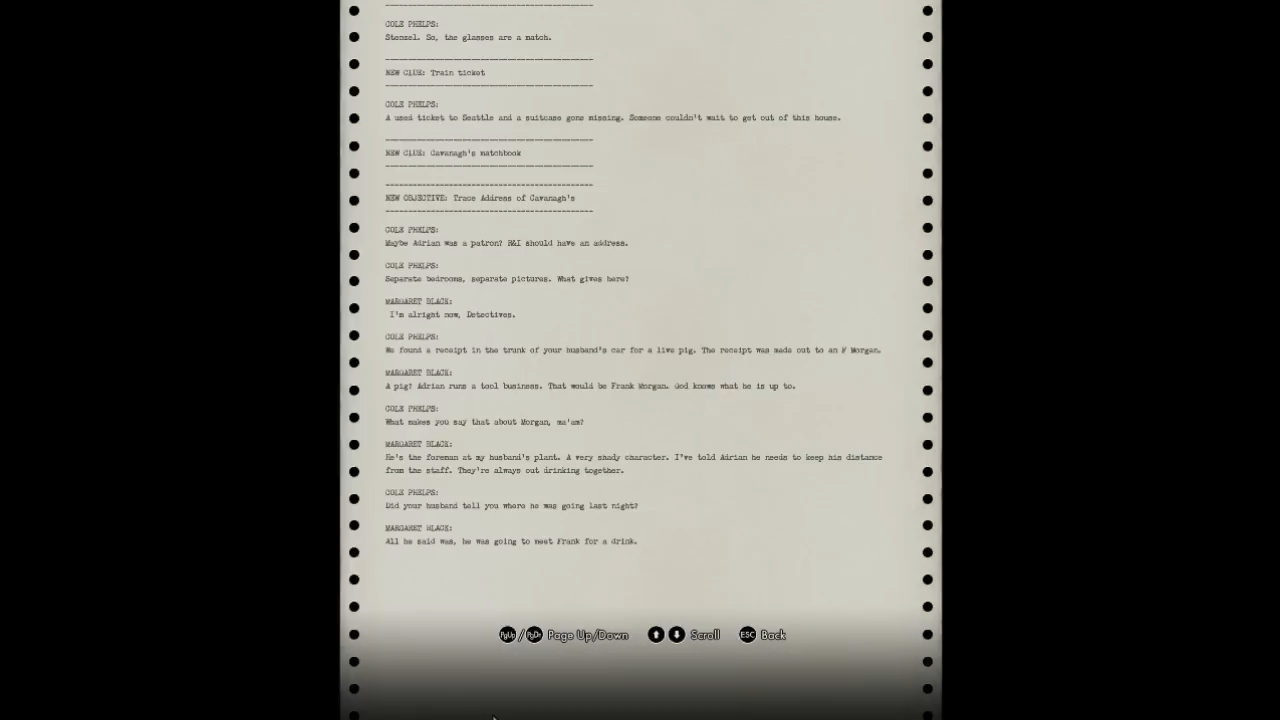 ------------------------------------------------
COLE PHELPS:
Stenzel. So, the glasses are a match.
------------------------------------------------
NEW CLUE: Train ticket
------------------------------------------------
COLE PHELPS:
A used ticket to Seattle and a suitcase gone missing. Someone couldn't wait to get out of this house.
------------------------------------------------
NEW CLUE: Cavanagh's matchbook
------------------------------------------------
------------------------------------------------
NEW OBJECTIVE: Trace Address of Cavanagh's
------------------------------------------------
COLE PHELPS:
Maybe Adrian was a patron? R&I should have an address.
COLE PHELPS:
Separate bedrooms, separate pictures. What gives here?
MARGARET BLACK:
I'm alright now, Detectives.
COLE PHELPS:
We found a receipt in the trunk of your husband's car for a live pig. The receipt was made out to an F Morgan.
MARGARET BLACK:
A pig? Adrian runs a tool business. That would be Frank Morgan. God knows what he is up to.
COLE PHELPS:
What makes you say that about Morgan, ma'am?
MARGARET BLACK:
He's the foreman at my husband's plant. A very shady character. I've told Adrian he needs to keep his distance
from the staff. They're always out drinking together.
COLE PHELPS:
Did your husband tell you where he was going last night?
MARGARET BLACK:
All he said was, he was going to meet Frank for a drink.
PgUp/PgDn Page Up/Down ↑ ↓ Scroll ESC Back